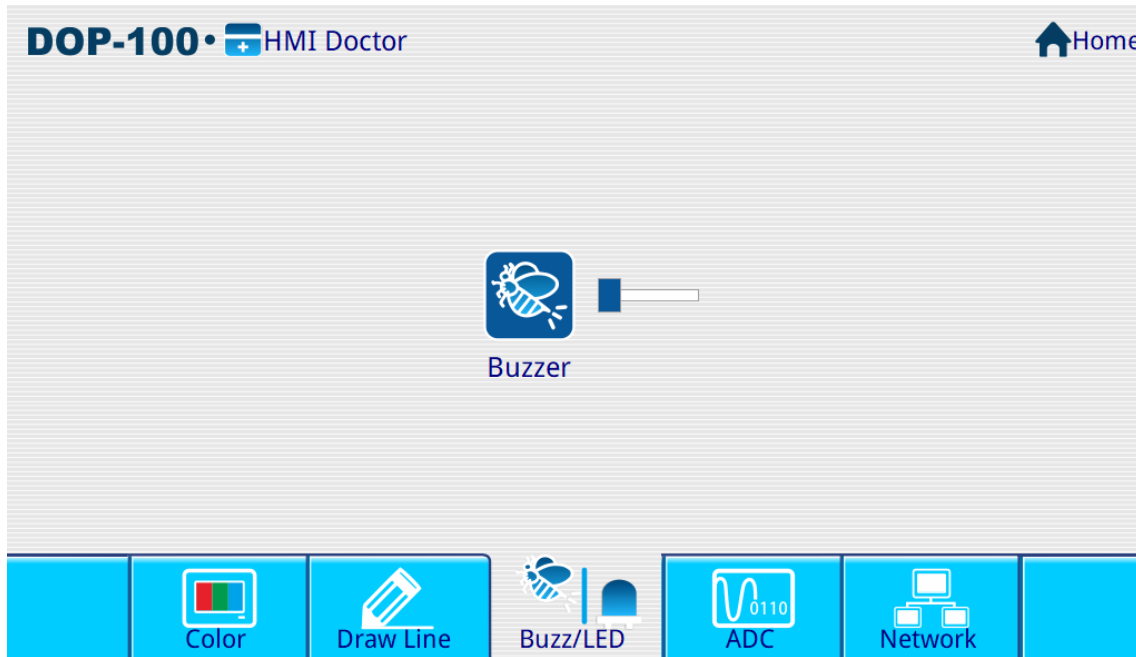 DOP-100• HMI Doctor
Home
Buzzer
0110
Color
Draw Line
Buzz/LED
ADC
Network